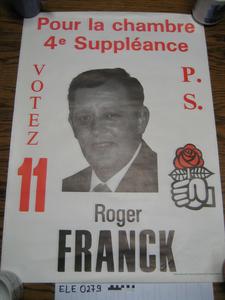 Pour la chambre
4e Suppléance
VOTEZ
11
P.
S.
Roger
FRANCK
ELE 0279